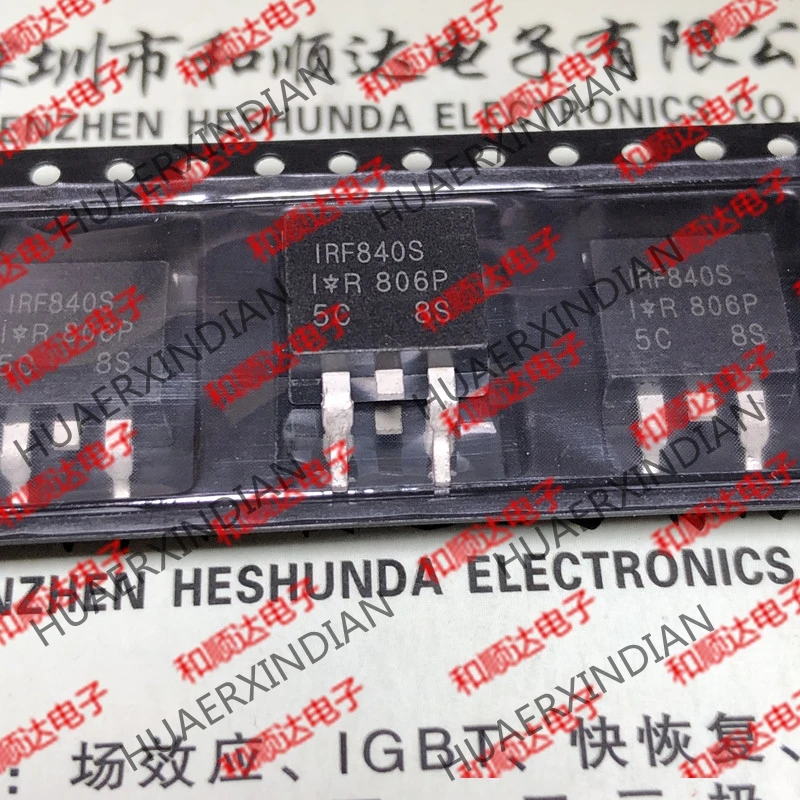 深圳市和顺达电子有限公
ENZHEN HESHUNDA ELECTRONICS CO.
IRF840S
I R 806P
5C 8S
IRF840S
I R 806P
5C 8S
IRF840S
I R 806P
5C 8S
NZHEN HESHUNDA ELECTRONICS
: 场效应、IGBT、快恢复、
和顺达电子
HUAERXINDIAN